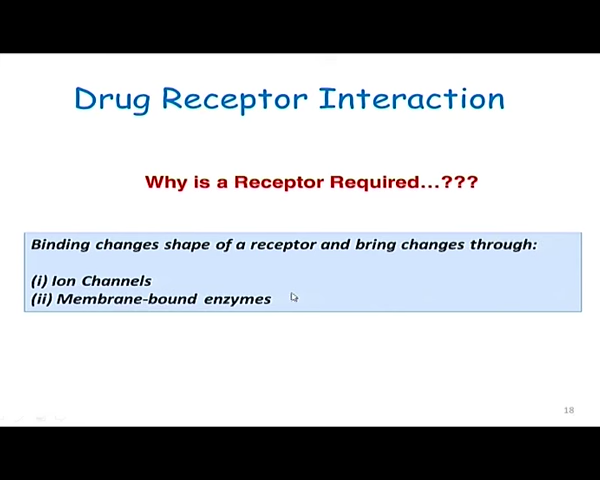 Drug Receptor Interaction
Why is a Receptor Required...???
Binding changes shape of a receptor and bring changes through:
(i) Ion Channels
(ii) Membrane-bound enzymes
18